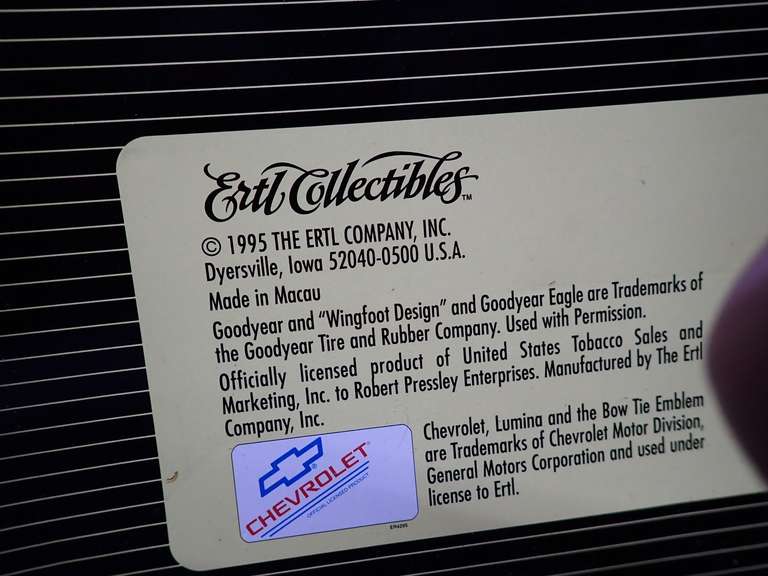 Ertl Collectibles™
© 1995 THE ERTL COMPANY, INC.
Dyersville, Iowa 52040-0500 U.S.A.
Made in Macau
Goodyear and "Wingfoot Design" and Goodyear Eagle are Trademarks of
the Goodyear Tire and Rubber Company. Used with Permission.
Officially licensed product of United States Tobacco Sales and
Marketing, Inc. to Robert Pressley Enterprises. Manufactured by The Ertl
Company, Inc.
CHEVROLET
OFFICIAL LICENSED PRODUCT
Chevrolet, Lumina and the Bow Tie Emblem
are Trademarks of Chevrolet Motor Division,
General Motors Corporation and used under
license to Ertl.